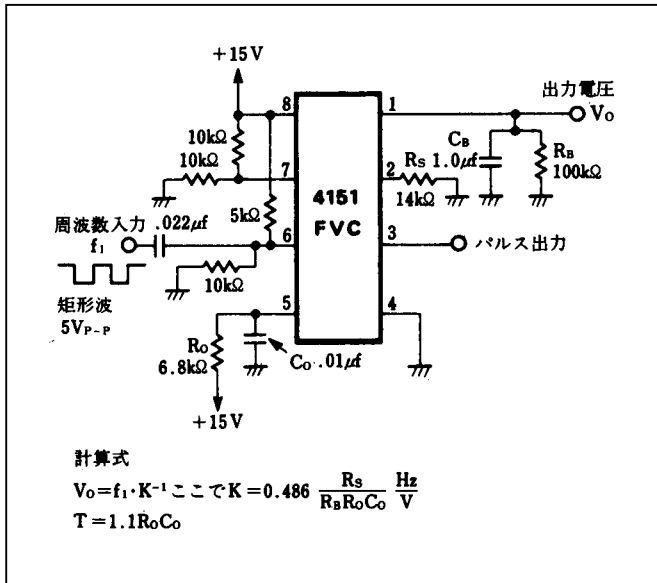 +15V
出力電圧
8
1
Vo
10kΩ
10kΩ
CB
1.0μf
RB
100kΩ
7
2
Rs
14kΩ
4151
FVC
5kΩ
周波数入力
f1
.022μf
6
3
パルス出力
10kΩ
矩形波
5VP-P
5
4
Ro
6.8kΩ
Co .01μf
+15V
計算式
Vo=f1·K⁻¹ ここでK=0.486 Rs/RBRoCo Hz/V
T=1.1RoCo